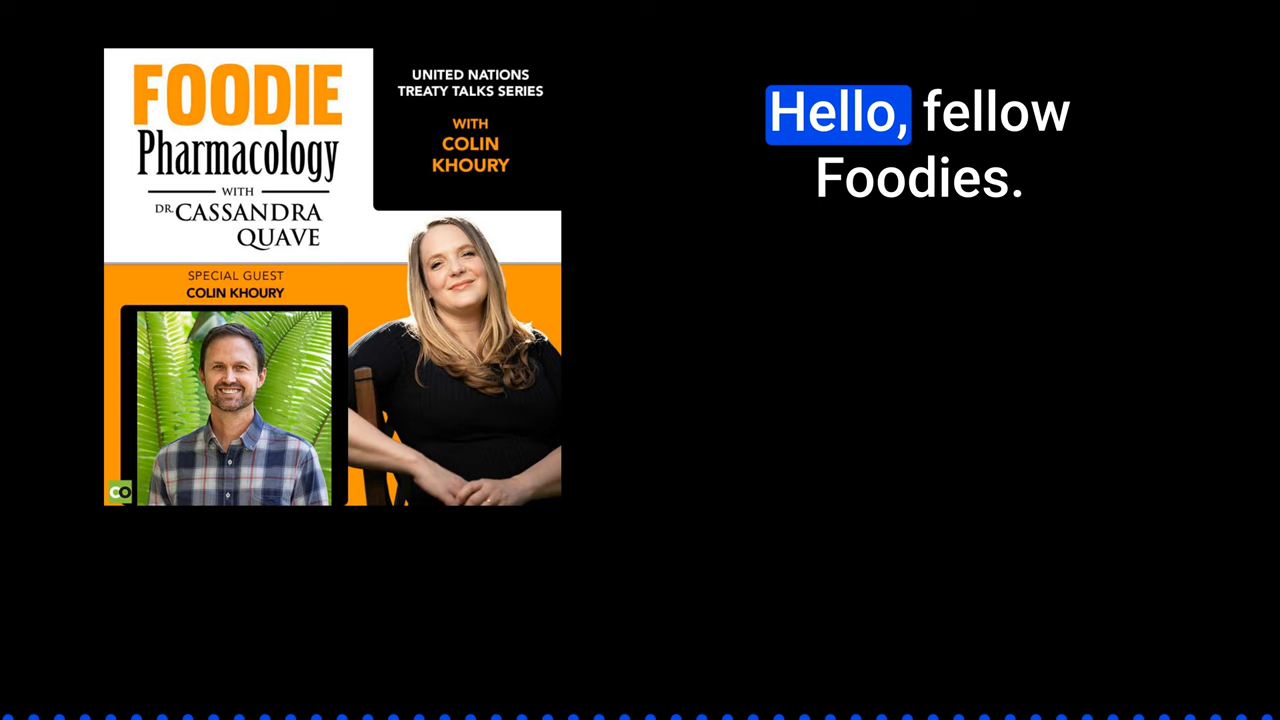 FOODIE
Pharmacology
WITH
DR. CASSANDRA
QUAVE
UNITED NATIONS
TREATY TALKS SERIES
WITH
COLIN
KHOURY
SPECIAL GUEST
COLIN KHOURY
CO
Hello, fellow
Foodies.